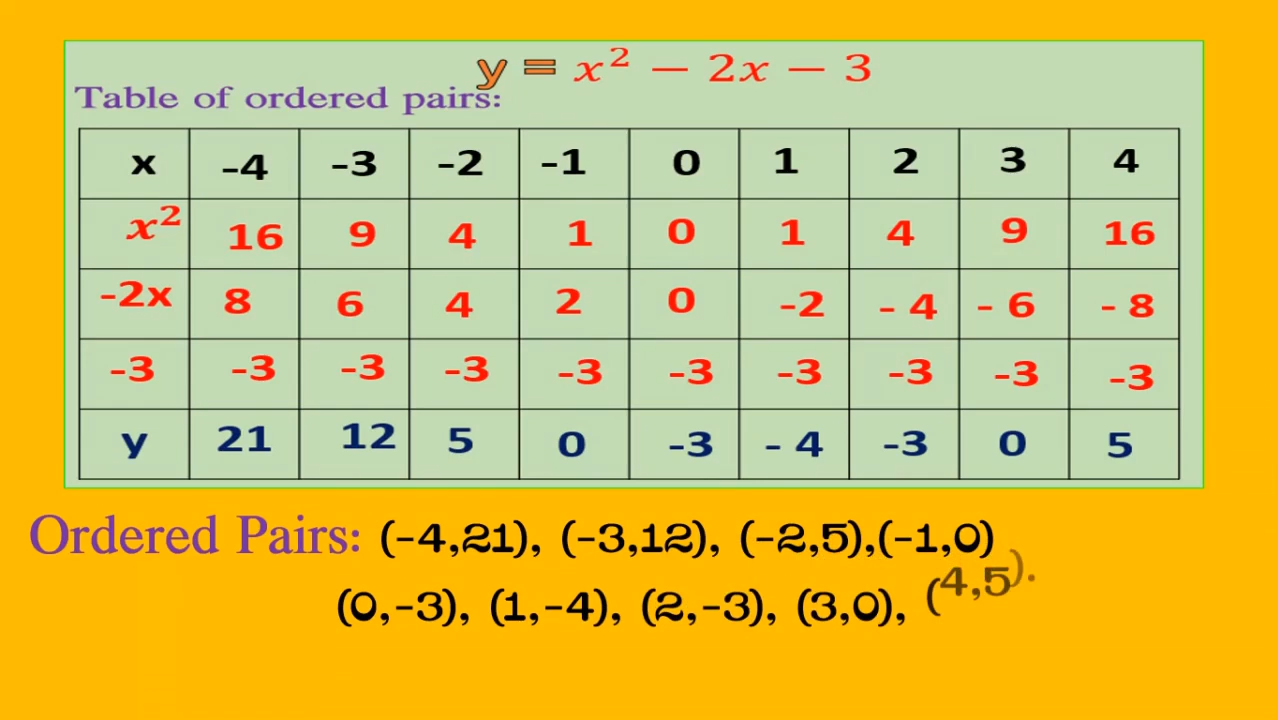 y = x² − 2x − 3
Table of ordered pairs:
x -4 -3 -2 -1 0 1 2 3 4
x² 16 9 4 1 0 1 4 9 16
-2x 8 6 4 2 0 -2 - 4 - 6 - 8
-3 -3 -3 -3 -3 -3 -3 -3 -3 -3
y 21 12 5 0 -3 - 4 -3 0 5
Ordered Pairs: (-4,21), (-3,12), (-2,5),(-1,0)
(0,-3), (1,-4), (2,-3), (3,0), (4,5).